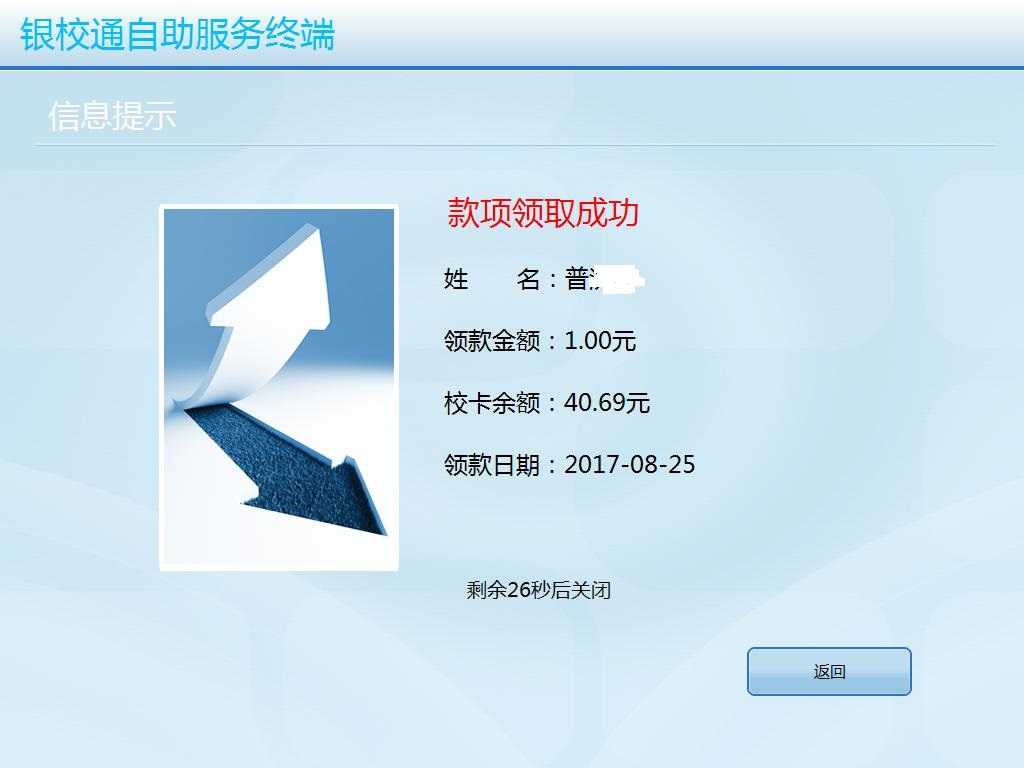 银校通自助服务终端
信息提示
款项领取成功
姓 名：普
领款金额：1.00元
校卡余额：40.69元
领款日期：2017-08-25
剩余26秒后关闭
返回